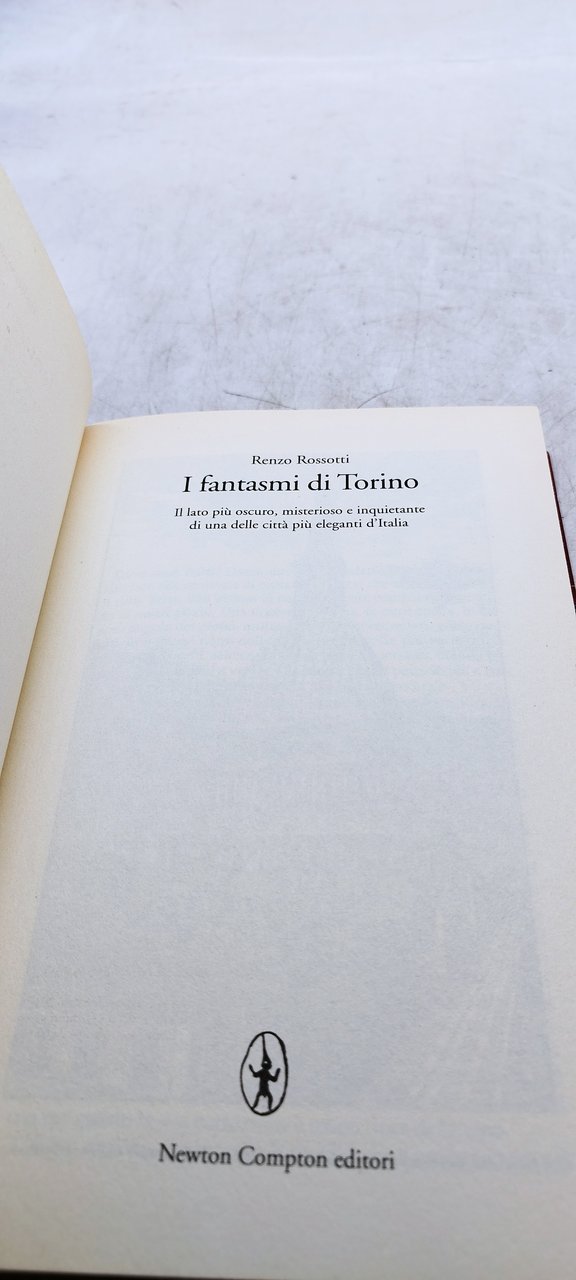 Renzo Rossotti
I fantasmi di Torino
Il lato più oscuro, misterioso e inquietante
di una delle città più eleganti d'Italia
Newton Compton editori